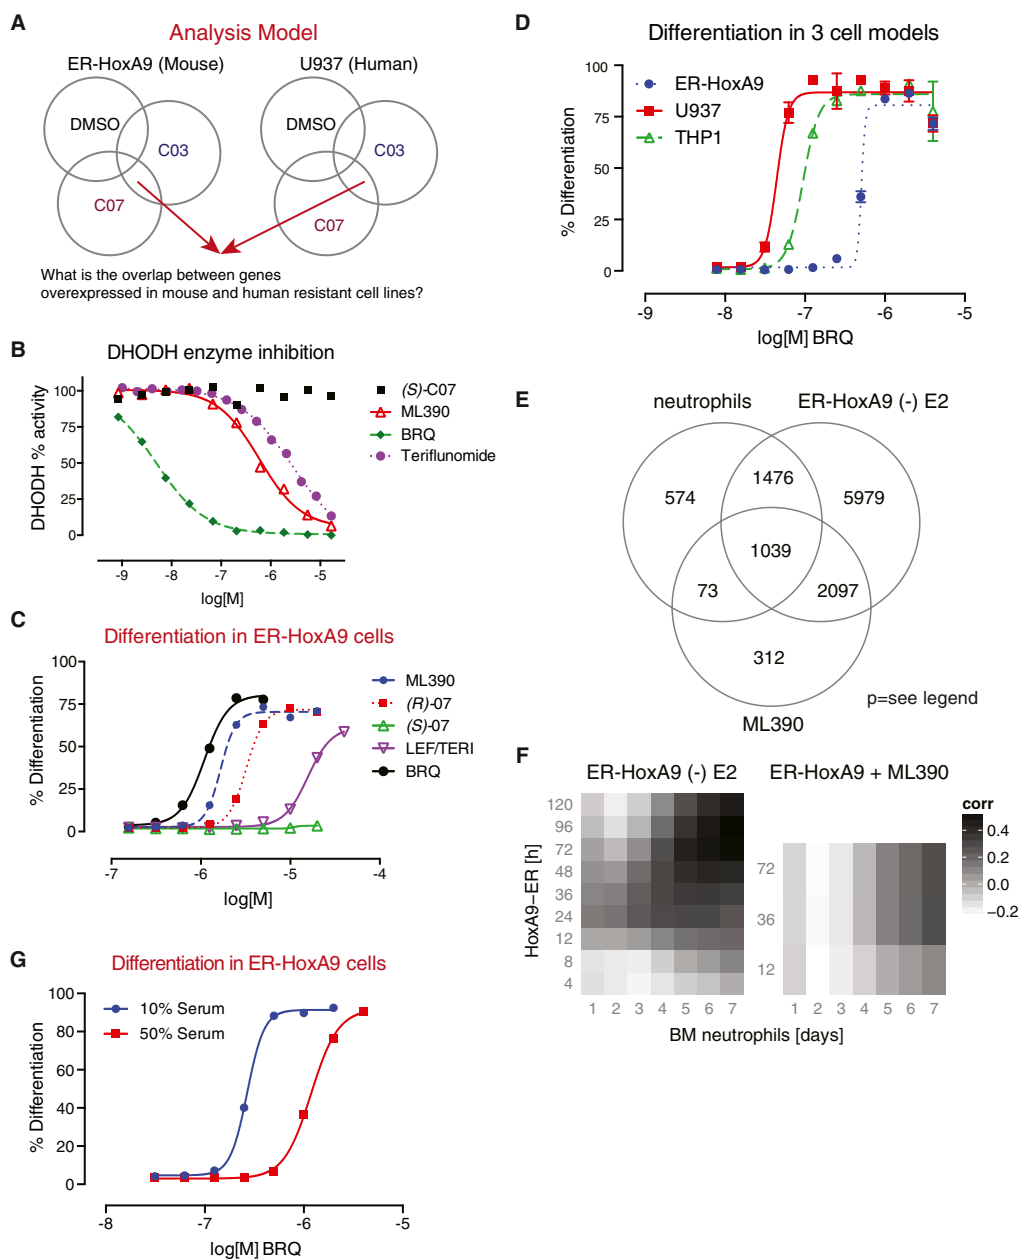 A
Analysis Model
ER-HoxA9 (Mouse)
U937 (Human)
DMSO
C03
C07
DMSO
C03
C07
What is the overlap between genes
overexpressed in mouse and human resistant cell lines?
B
DHODH enzyme inhibition
DHODH % activity
100
75
50
25
0
-9
-8
-7
-6
-5
log[M]
(S)-C07
ML390
BRQ
Teriflunomide
C
Differentiation in ER-HoxA9 cells
% Differentiation
100
75
50
25
0
-7
-6
-5
-4
log[M]
ML390
(R)-07
(S)-07
LEF/TERI
BRQ
D
Differentiation in 3 cell models
% Differentiation
100
75
50
25
0
-9
-8
-7
-6
-5
log[M] BRQ
ER-HoxA9
U937
THP1
E
neutrophils
ER-HoxA9 (-) E2
1476
574
5979
1039
73
2097
312
ML390
p=see legend
F
ER-HoxA9 (-) E2
ER-HoxA9 + ML390
HoxA9-ER [h]
120
96
72
48
36
24
12
8
4
1 2 3 4 5 6 7
72
36
12
1 2 3 4 5 6 7
BM neutrophils [days]
corr
0.4
0.2
0.0
-0.2
G
Differentiation in ER-HoxA9 cells
% Differentiation
100
80
60
40
20
0
-8
-7
-6
-5
log[M] BRQ
10% Serum
50% Serum